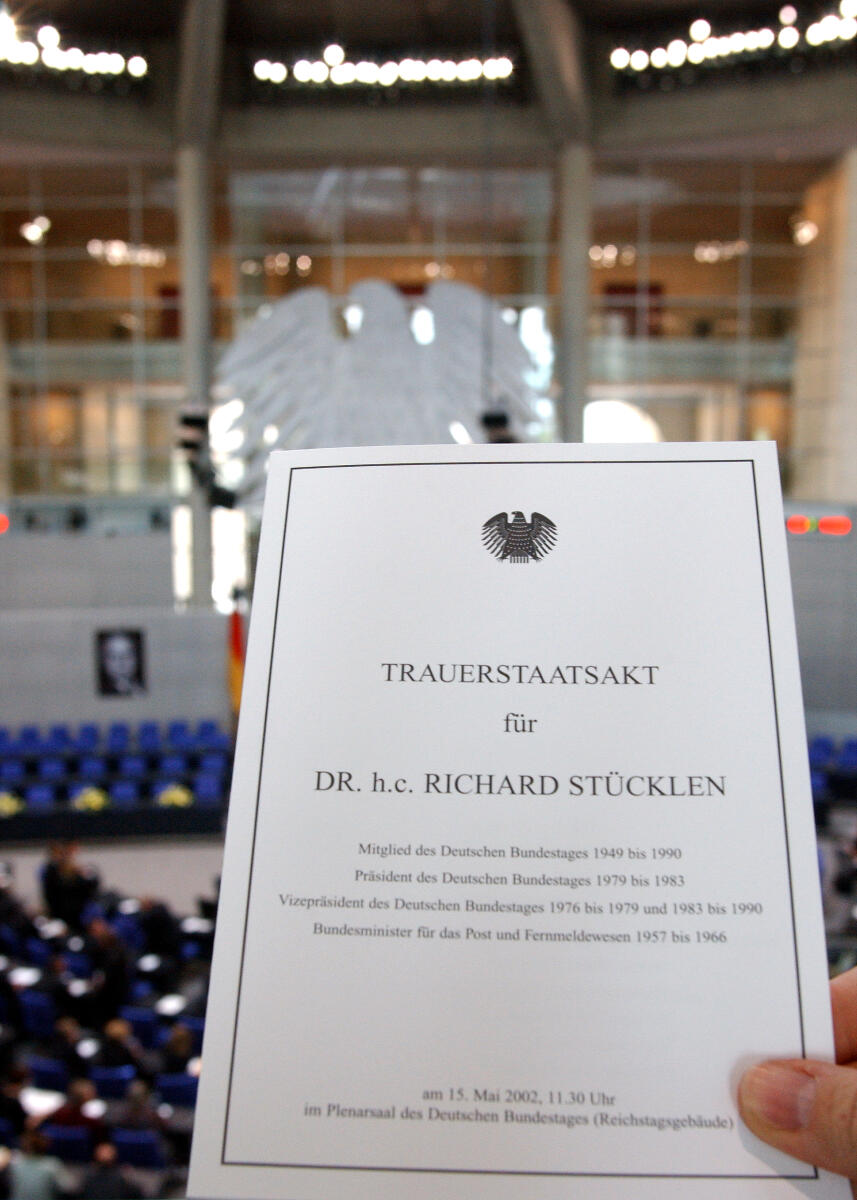 TRAUERSTAATSAKT
für
DR. h.c. RICHARD STÜCKLEN
Mitglied des Deutschen Bundestages 1949 bis 1990
Präsident des Deutschen Bundestages 1979 bis 1983
Vizepräsident des Deutschen Bundestages 1976 bis 1979 und 1983 bis 1990
Bundesminister für das Post und Fernmeldewesen 1957 bis 1966
am 15. Mai 2002, 11.30 Uhr
im Plenarsaal des Deutschen Bundestages (Reichstagsgebäude)